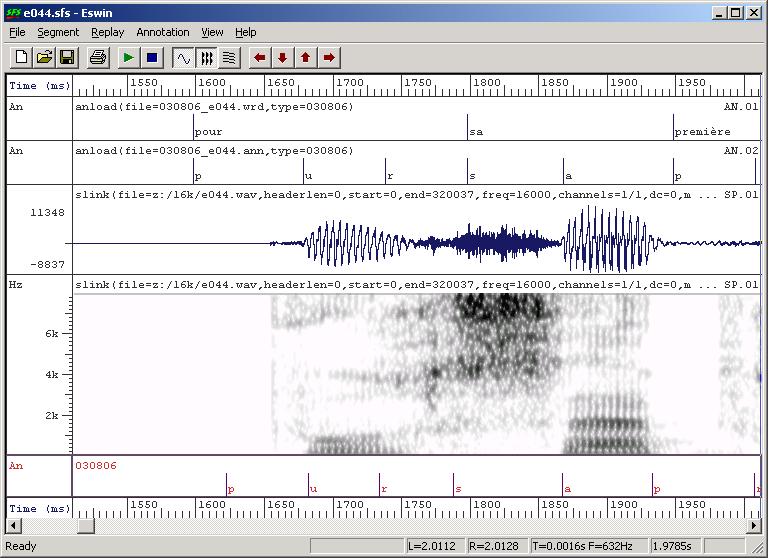 SFS e044.sfs - Eswin
File Segment Replay Annotation View Help
Time (ms) 1550 1600 1650 1700 1750 1800 1850 1900 1950
An anload(file=030806_e044.wrd,type=030806) AN.01
pour sa première
An anload(file=030806_e044.ann,type=030806) AN.02
p u r s a p
slink(file=z:/16k/e044.wav,headerlen=0,start=0,end=320037,freq=16000,channels=1/1,dc=0,m ... SP.01
11348
-8837
Hz slink(file=z:/16k/e044.wav,headerlen=0,start=0,end=320037,freq=16000,channels=1/1,dc=0,m ... SP.01
6k
4k
2k
An 030806
p u r s a p
Time (ms) 1550 1600 1650 1700 1750 1800 1850 1900 1950
Ready L=2.0112 R=2.0128 T=0.0016s F=632Hz 1.9785s